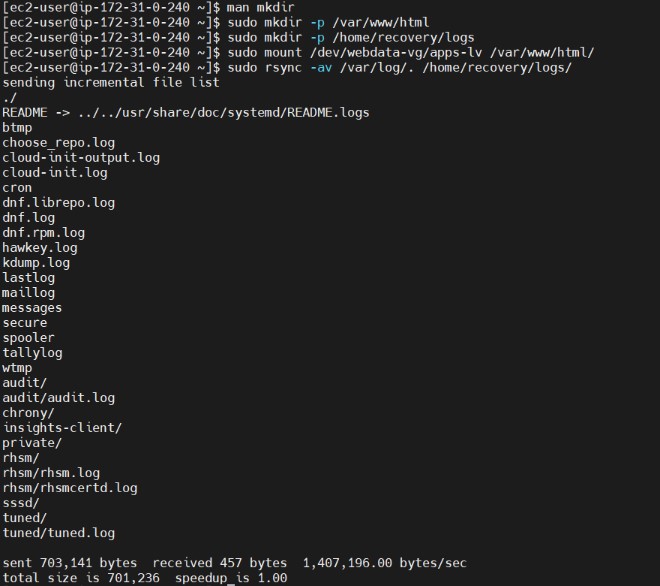 [ec2-user@ip-172-31-0-240 ~]$ man mkdir
[ec2-user@ip-172-31-0-240 ~]$ sudo mkdir -p /var/www/html
[ec2-user@ip-172-31-0-240 ~]$ sudo mkdir -p /home/recovery/logs
[ec2-user@ip-172-31-0-240 ~]$ sudo mount /dev/webdata-vg/apps-lv /var/www/html/
[ec2-user@ip-172-31-0-240 ~]$ sudo rsync -av /var/log/. /home/recovery/logs/
sending incremental file list
./
README -> ../../usr/share/doc/systemd/README.logs
btmp
choose_repo.log
cloud-init-output.log
cloud-init.log
cron
dnf.librepo.log
dnf.log
dnf.rpm.log
hawkey.log
kdump.log
lastlog
maillog
messages
secure
spooler
tallylog
wtmp
audit/
audit/audit.log
chrony/
insights-client/
private/
rhsm/
rhsm/rhsm.log
rhsm/rhsmcertd.log
sssd/
tuned/
tuned/tuned.log
sent 703,141 bytes  received 457 bytes  1,407,196.00 bytes/sec
total size is 701,236  speedup is 1.00